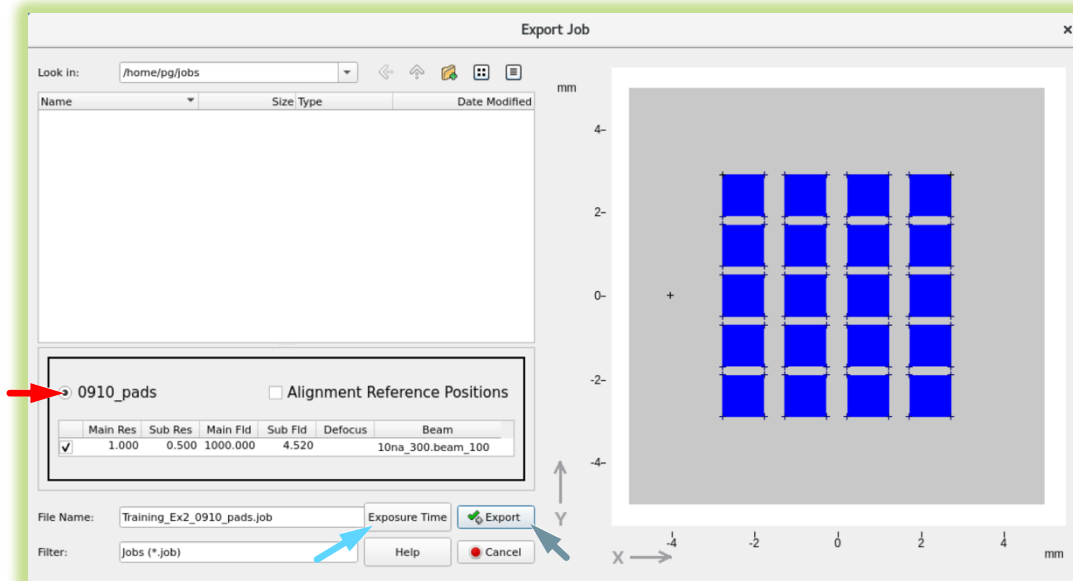 Export Job
×
Look in: /home/pg/jobs
Name Size Type Date Modified
0910_pads Alignment Reference Positions
Main Res Sub Res Main Fld Sub Fld Defocus Beam
1.000 0.500 1000.000 4.520 10na_300.beam_100
File Name: Training_Ex2_0910_pads.job Exposure Time Export
Filter: Jobs (*.job) Help Cancel
mm
4
2
0
-2
-4
Y
X
-4 -2 0 2 4
mm